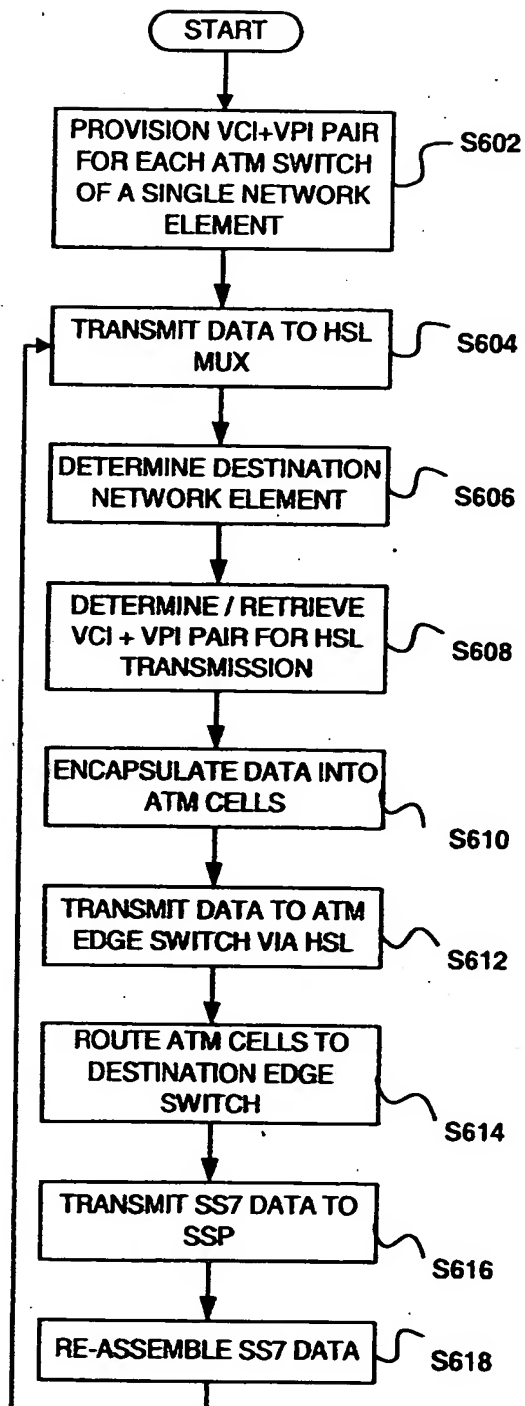 START
PROVISION VCI+VPI PAIR
FOR EACH ATM SWITCH
OF A SINGLE NETWORK
ELEMENT
S602
TRANSMIT DATA TO HSL
MUX
S604
DETERMINE DESTINATION
NETWORK ELEMENT
S606
DETERMINE / RETRIEVE
VCI + VPI PAIR FOR HSL
TRANSMISSION
S608
ENCAPSULATE DATA INTO
ATM CELLS
S610
TRANSMIT DATA TO ATM
EDGE SWITCH VIA HSL
S612
ROUTE ATM CELLS TO
DESTINATION EDGE
SWITCH
S614
TRANSMIT SS7 DATA TO
SSP
S616
RE-ASSEMBLE SS7 DATA
S618